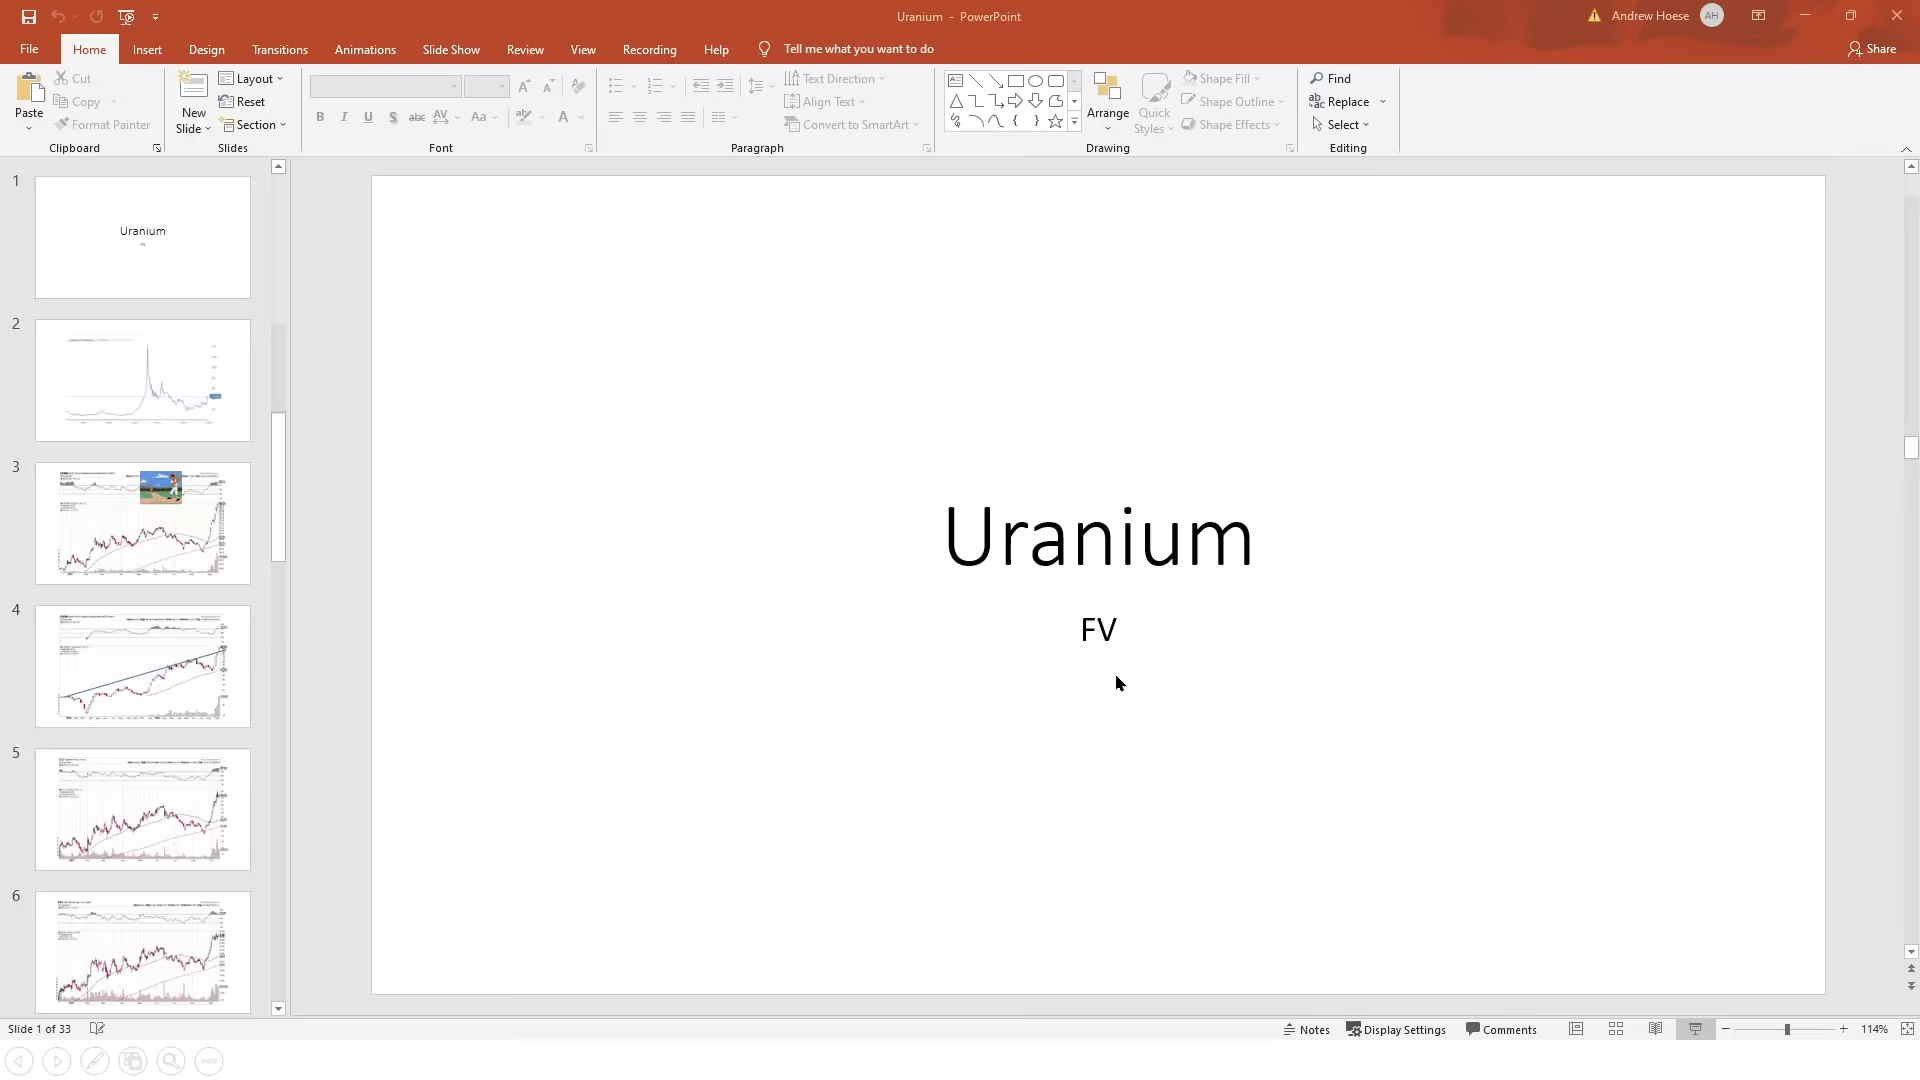 Uranium - PowerPoint
Andrew Hoese
AH
File
Home
Insert
Design
Transitions
Animations
Slide Show
Review
View
Recording
Help
Tell me what you want to do
Share
Paste
Cut
Copy
Format Painter
Clipboard
New
Slide
Layout
Reset
Section
Slides
B I U S abc AV Aa A
Font
Text Direction
Align Text
Convert to SmartArt
Paragraph
Arrange
Quick
Styles
Shape Fill
Shape Outline
Shape Effects
Drawing
Find
Replace
Select
Editing
1
Uranium
2
3
4
5
6
Uranium
FV
Slide 1 of 33
Notes
Display Settings
Comments
114%